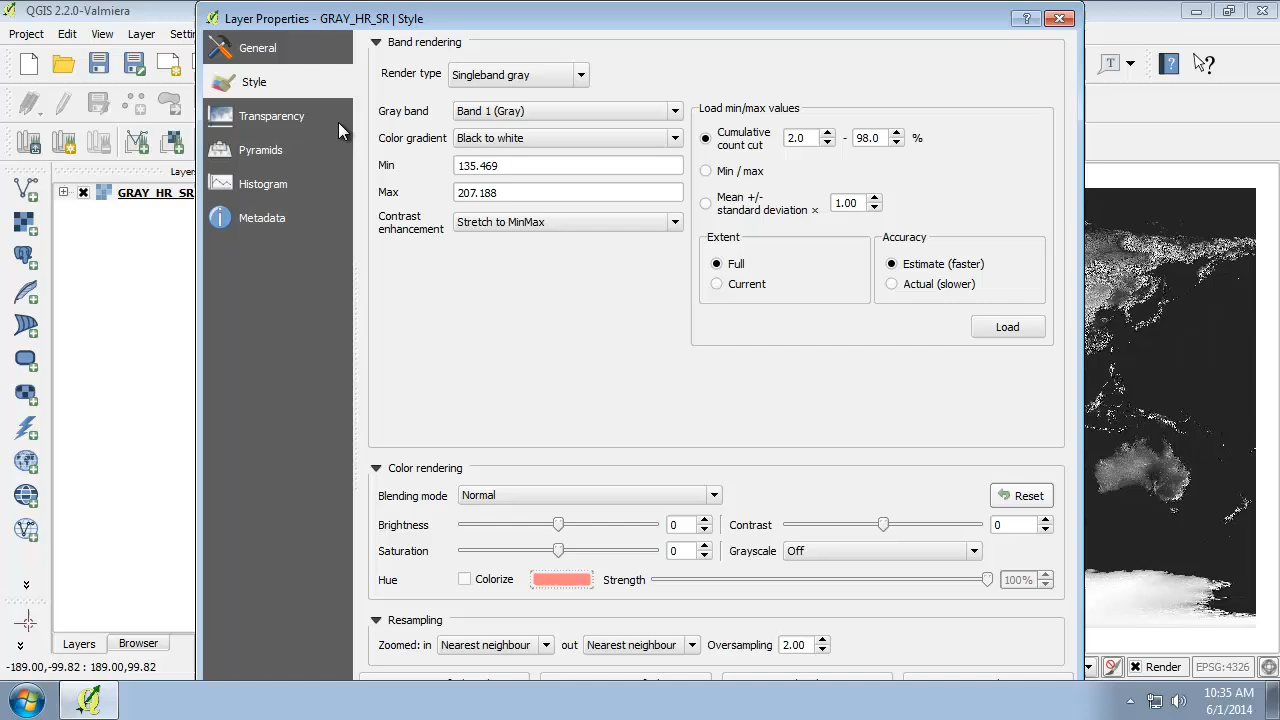 QGIS 2.2.0-Valmiera
Layer Properties - GRAY_HR_SR | Style
Project Edit View Layer
General
Style
Transparency
Pyramids
Histogram
Metadata
GRAY_HR_SR
Layers Browser
Band rendering
Render type Singleband gray
Gray band Band 1 (Gray)
Color gradient Black to white
Min 135.469
Max 207.188
Contrast
enhancement Stretch to MinMax
Load min/max values
Cumulative
count cut 2.0 - 98.0 %
Min / max
Mean +/-
standard deviation × 1.00
Extent
Full
Current
Accuracy
Estimate (faster)
Actual (slower)
Load
Color rendering
Blending mode Normal Reset
Brightness 0 Contrast 0
Saturation 0 Grayscale Off
Hue Colorize Strength 100%
Resampling
Zoomed: in Nearest neighbour out Nearest neighbour Oversampling 2.00
-189.00,-99.82 : 189.00,99.82
Render EPSG:4326
10:35 AM
6/1/2014